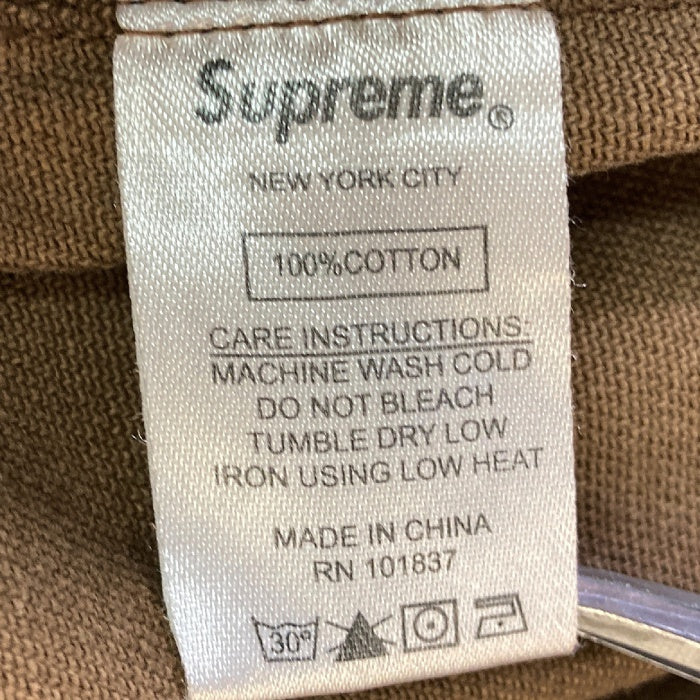 Supreme®
NEW YORK CITY
100%COTTON
CARE INSTRUCTIONS:
MACHINE WASH COLD
DO NOT BLEACH
TUMBLE DRY LOW
IRON USING LOW HEAT
MADE IN CHINA
RN 101837
30°